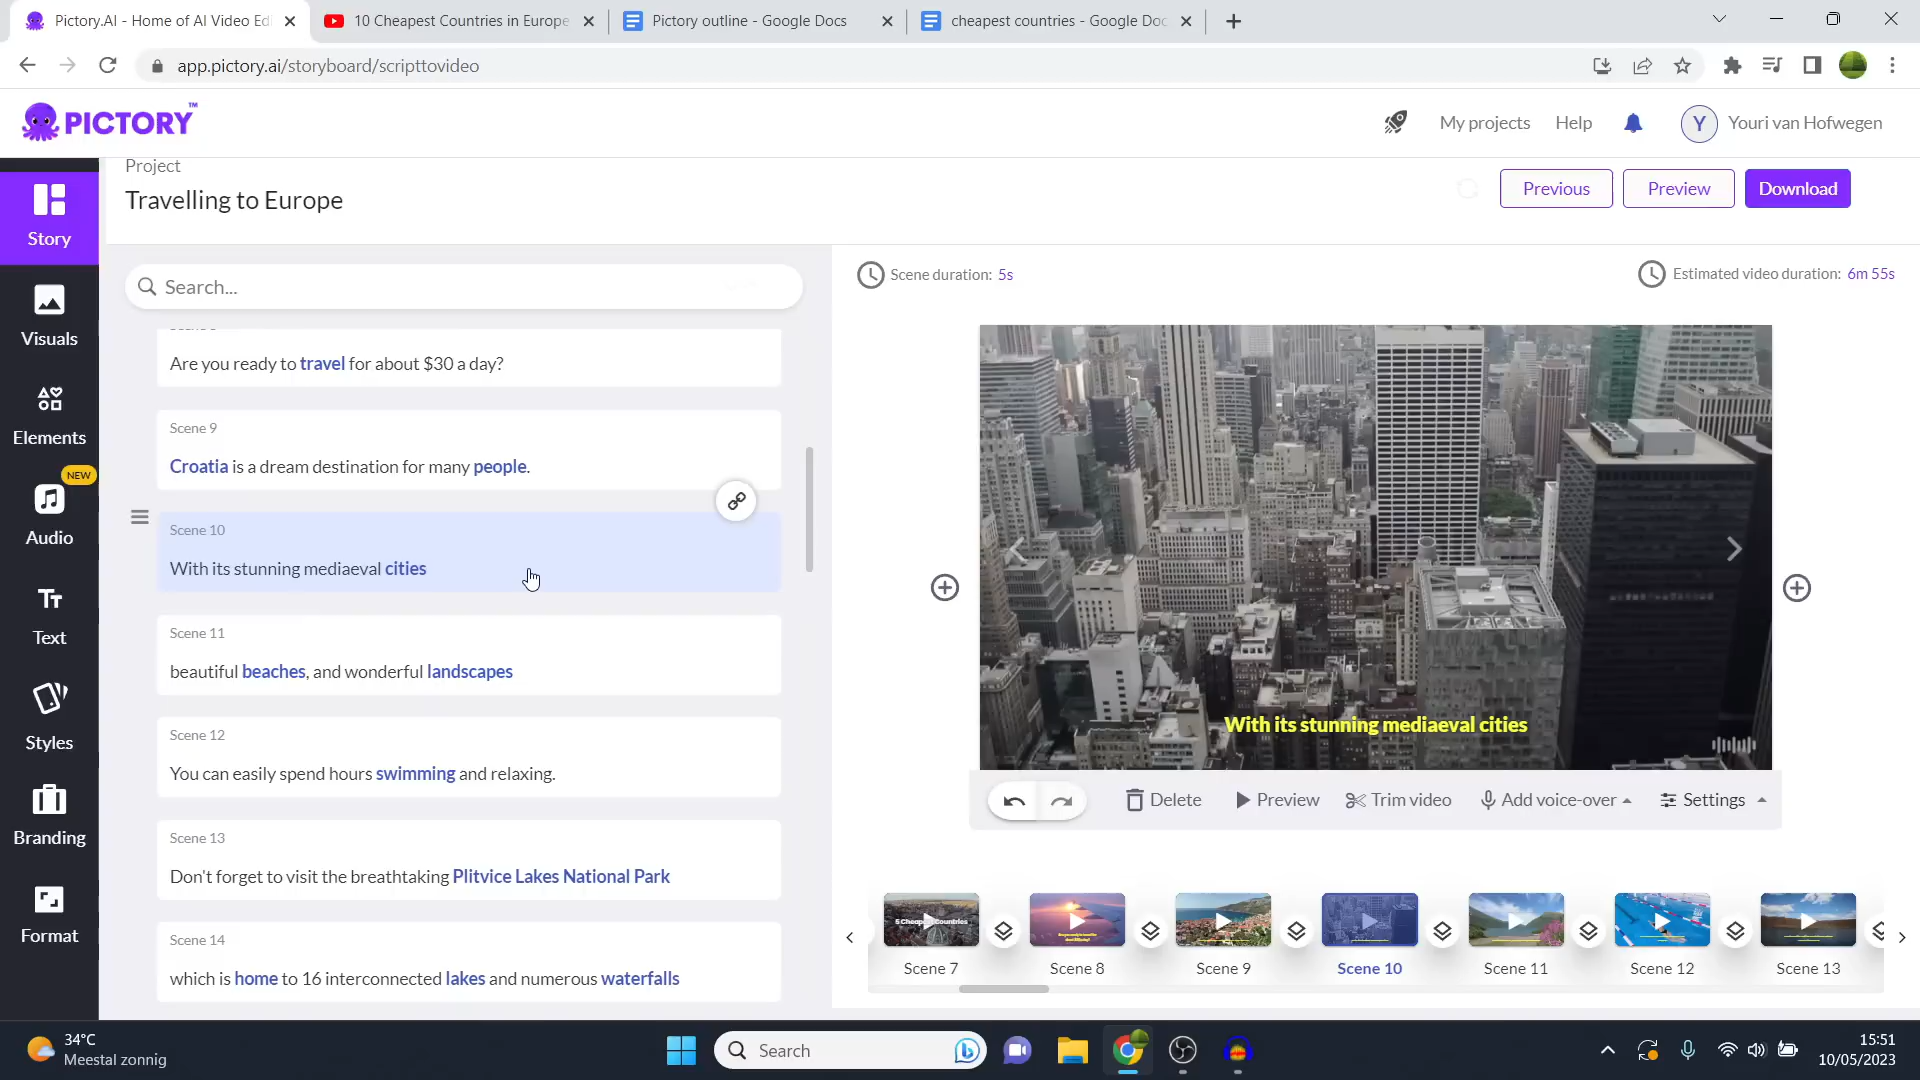 Pictory.AI - Home of AI Video Edi
10 Cheapest Countries in Europe
Pictory outline - Google Docs
cheapest countries - Google Doc
app.pictory.ai/storyboard/scripttovideo
PICTORY™
My projects
Help
Y
Youri van Hofwegen
Project
Travelling to Europe
Previous
Preview
Download
Story
Visuals
Elements
NEW
Audio
Text
Styles
Branding
Format
Search...
Are you ready to travel for about $30 a day?
Scene 9
Croatia is a dream destination for many people.
Scene 10
With its stunning mediaeval cities
Scene 11
beautiful beaches, and wonderful landscapes
Scene 12
You can easily spend hours swimming and relaxing.
Scene 13
Don't forget to visit the breathtaking Plitvice Lakes National Park
Scene 14
which is home to 16 interconnected lakes and numerous waterfalls
Scene duration: 5s
Estimated video duration: 6m 55s
With its stunning mediaeval cities
Delete
Preview
Trim video
Add voice-over
Settings
5 Cheapest Countries
Scene 7
Scene 8
Scene 9
Scene 10
Scene 11
Scene 12
Scene 13
34°C
Meestal zonnig
Search
15:51
10/05/2023